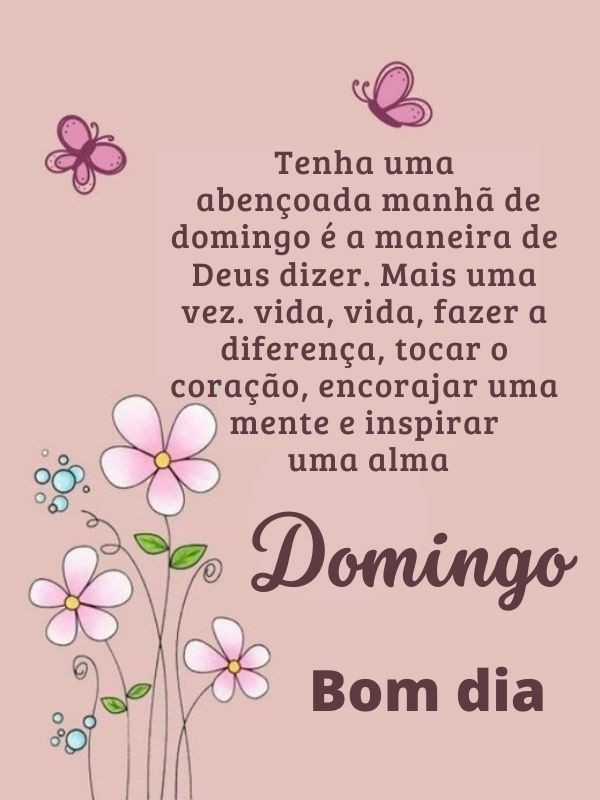 Tenha uma
abençoada manhã de
domingo é a maneira de
Deus dizer. Mais uma
vez. vida, vida, fazer a
diferença, tocar o
coração, encorajar uma
mente e inspirar
uma alma
Domingo
Bom dia